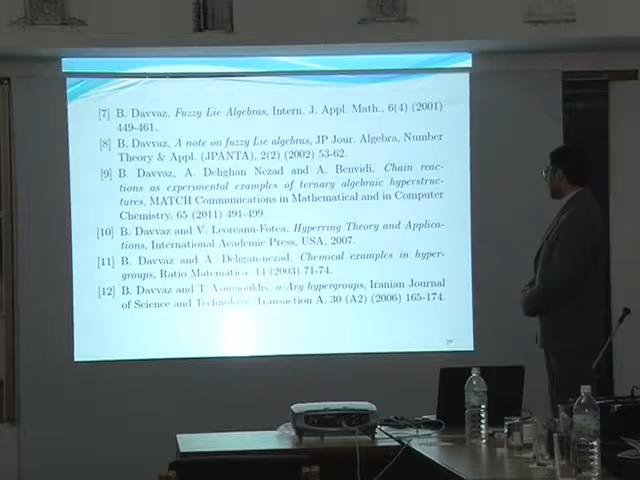 [7] B. Davvaz, Fuzzy Lie Algebras, Intern. J. Appl. Math., 6(4) (2001)
449-461.
[8] B. Davvaz, A note on fuzzy Lie algebras, JP Jour. Algebra, Number
Theory & Appl. (JPANTA), 2(2) (2002) 53-62.
[9] B. Davvaz, A. Dehghan Nezad and A. Benvidi, Chain reac-
tions as experimental examples of ternary algebraic hyperstruc-
tures, MATCH Communications in Mathematical and in Computer
Chemistry, 65 (2011) 491-499.
[10] B. Davvaz and V. Leoreanu-Fotea, Hyperring Theory and Applica-
tions, International Academic Press, USA, 2007.
[11] B. Davvaz and A. Dehgan-nezad, Chemical examples in hyper-
groups, Ratio Matematica, 14 (2003) 71-74.
[12] B. Davvaz and T. Vougiouklis, n-Ary hypergroups, Iranian Journal
of Science and Technology, Transaction A, 30 (A2) (2006) 165-174.